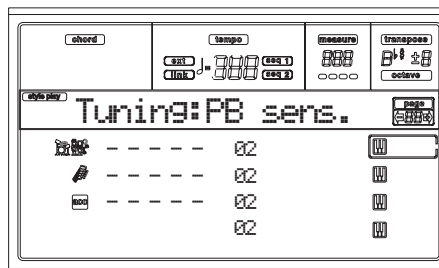 chord tempo measure transpose
ext seq 1
link seq 2
octave
style play
Tuning:PB sens. page
- - - - - 02
- - - - - 02
acc - - - - - 02
02